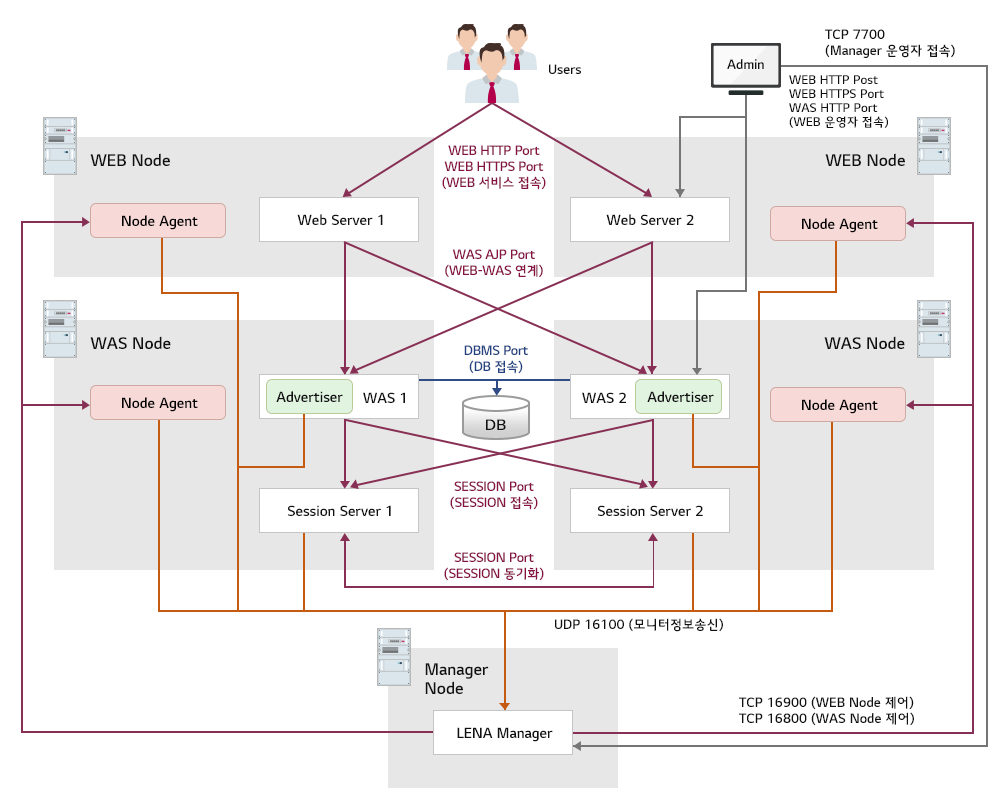 Users
TCP 7700
(Manager 운영자 접속)
Admin
WEB HTTP Post
WEB HTTPS Port
WAS HTTP Port
(WEB 운영자 접속)
WEB Node
WEB HTTP Port
WEB HTTPS Port
(WEB 서비스 접속)
WEB Node
Node Agent
Web Server 1
Web Server 2
Node Agent
WAS AJP Port
(WEB-WAS 연계)
WAS Node
DBMS Port
(DB 접속)
WAS Node
Node Agent
Advertiser
WAS 1
DB
WAS 2
Advertiser
Node Agent
SESSION Port
(SESSION 접속)
Session Server 1
Session Server 2
SESSION Port
(SESSION 동기화)
UDP 16100 (모니터정보송신)
Manager
Node
LENA Manager
TCP 16900 (WEB Node 제어)
TCP 16800 (WAS Node 제어)